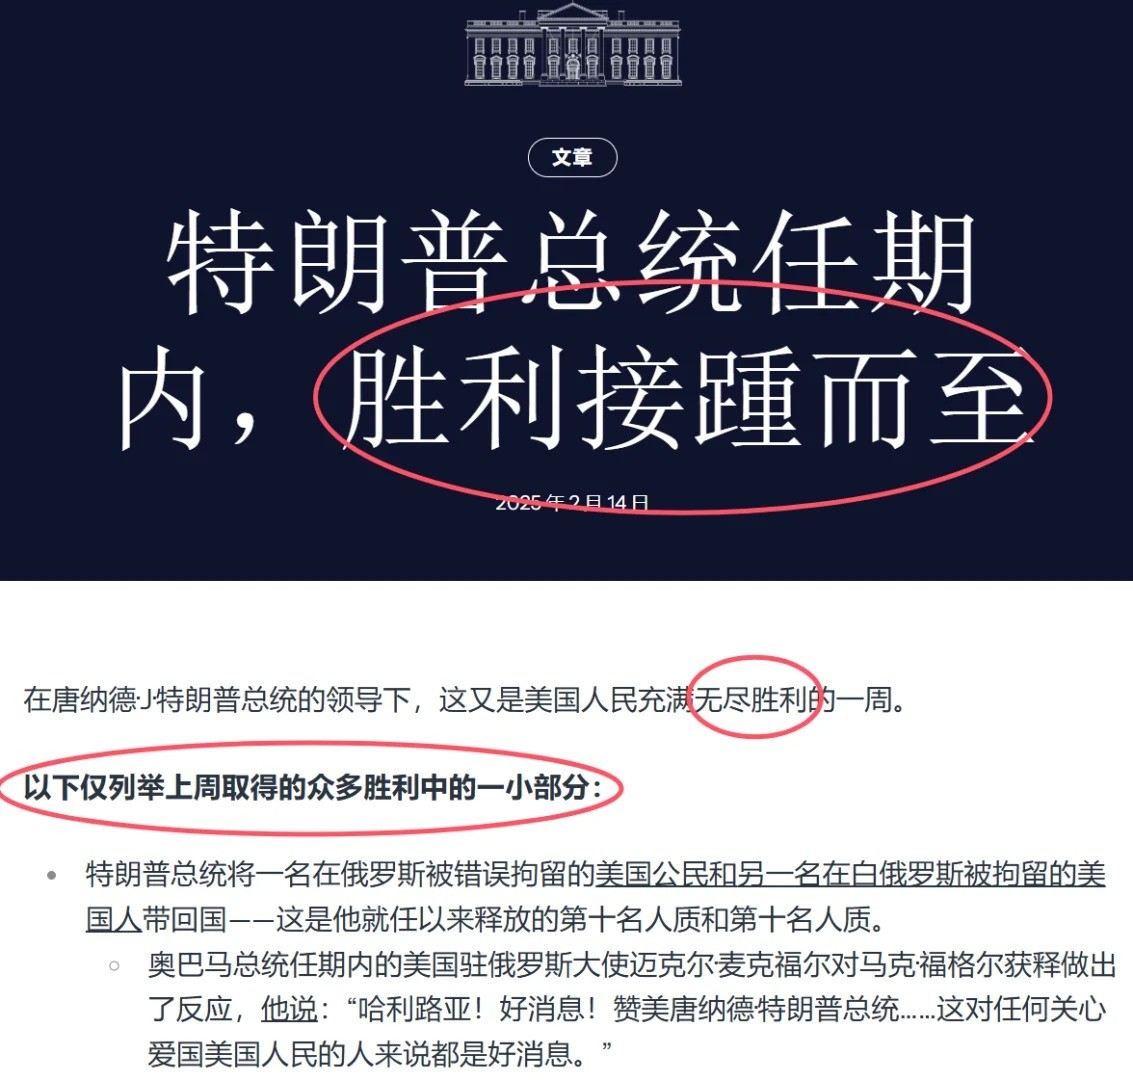 文章
特朗普总统任期
内，胜利接踵而至
2025 年 2 月 14 日
在唐纳德·J·特朗普总统的领导下，这又是美国人民充满无尽胜利的一周。
以下仅列举上周取得的众多胜利中的一小部分：
特朗普总统将一名在俄罗斯被错误拘留的美国公民和另一名在白俄罗斯被拘留的美
国人带回国——这是他就任以来释放的第十名人质和第十名人质。
奥巴马总统任期内的美国驻俄罗斯大使迈克尔·麦克福尔对马克·福格尔获释做出
了反应，他说：“哈利路亚！好消息！赞美唐纳德·特朗普总统……这对任何关心
爱国美国人民的人来说都是好消息。”